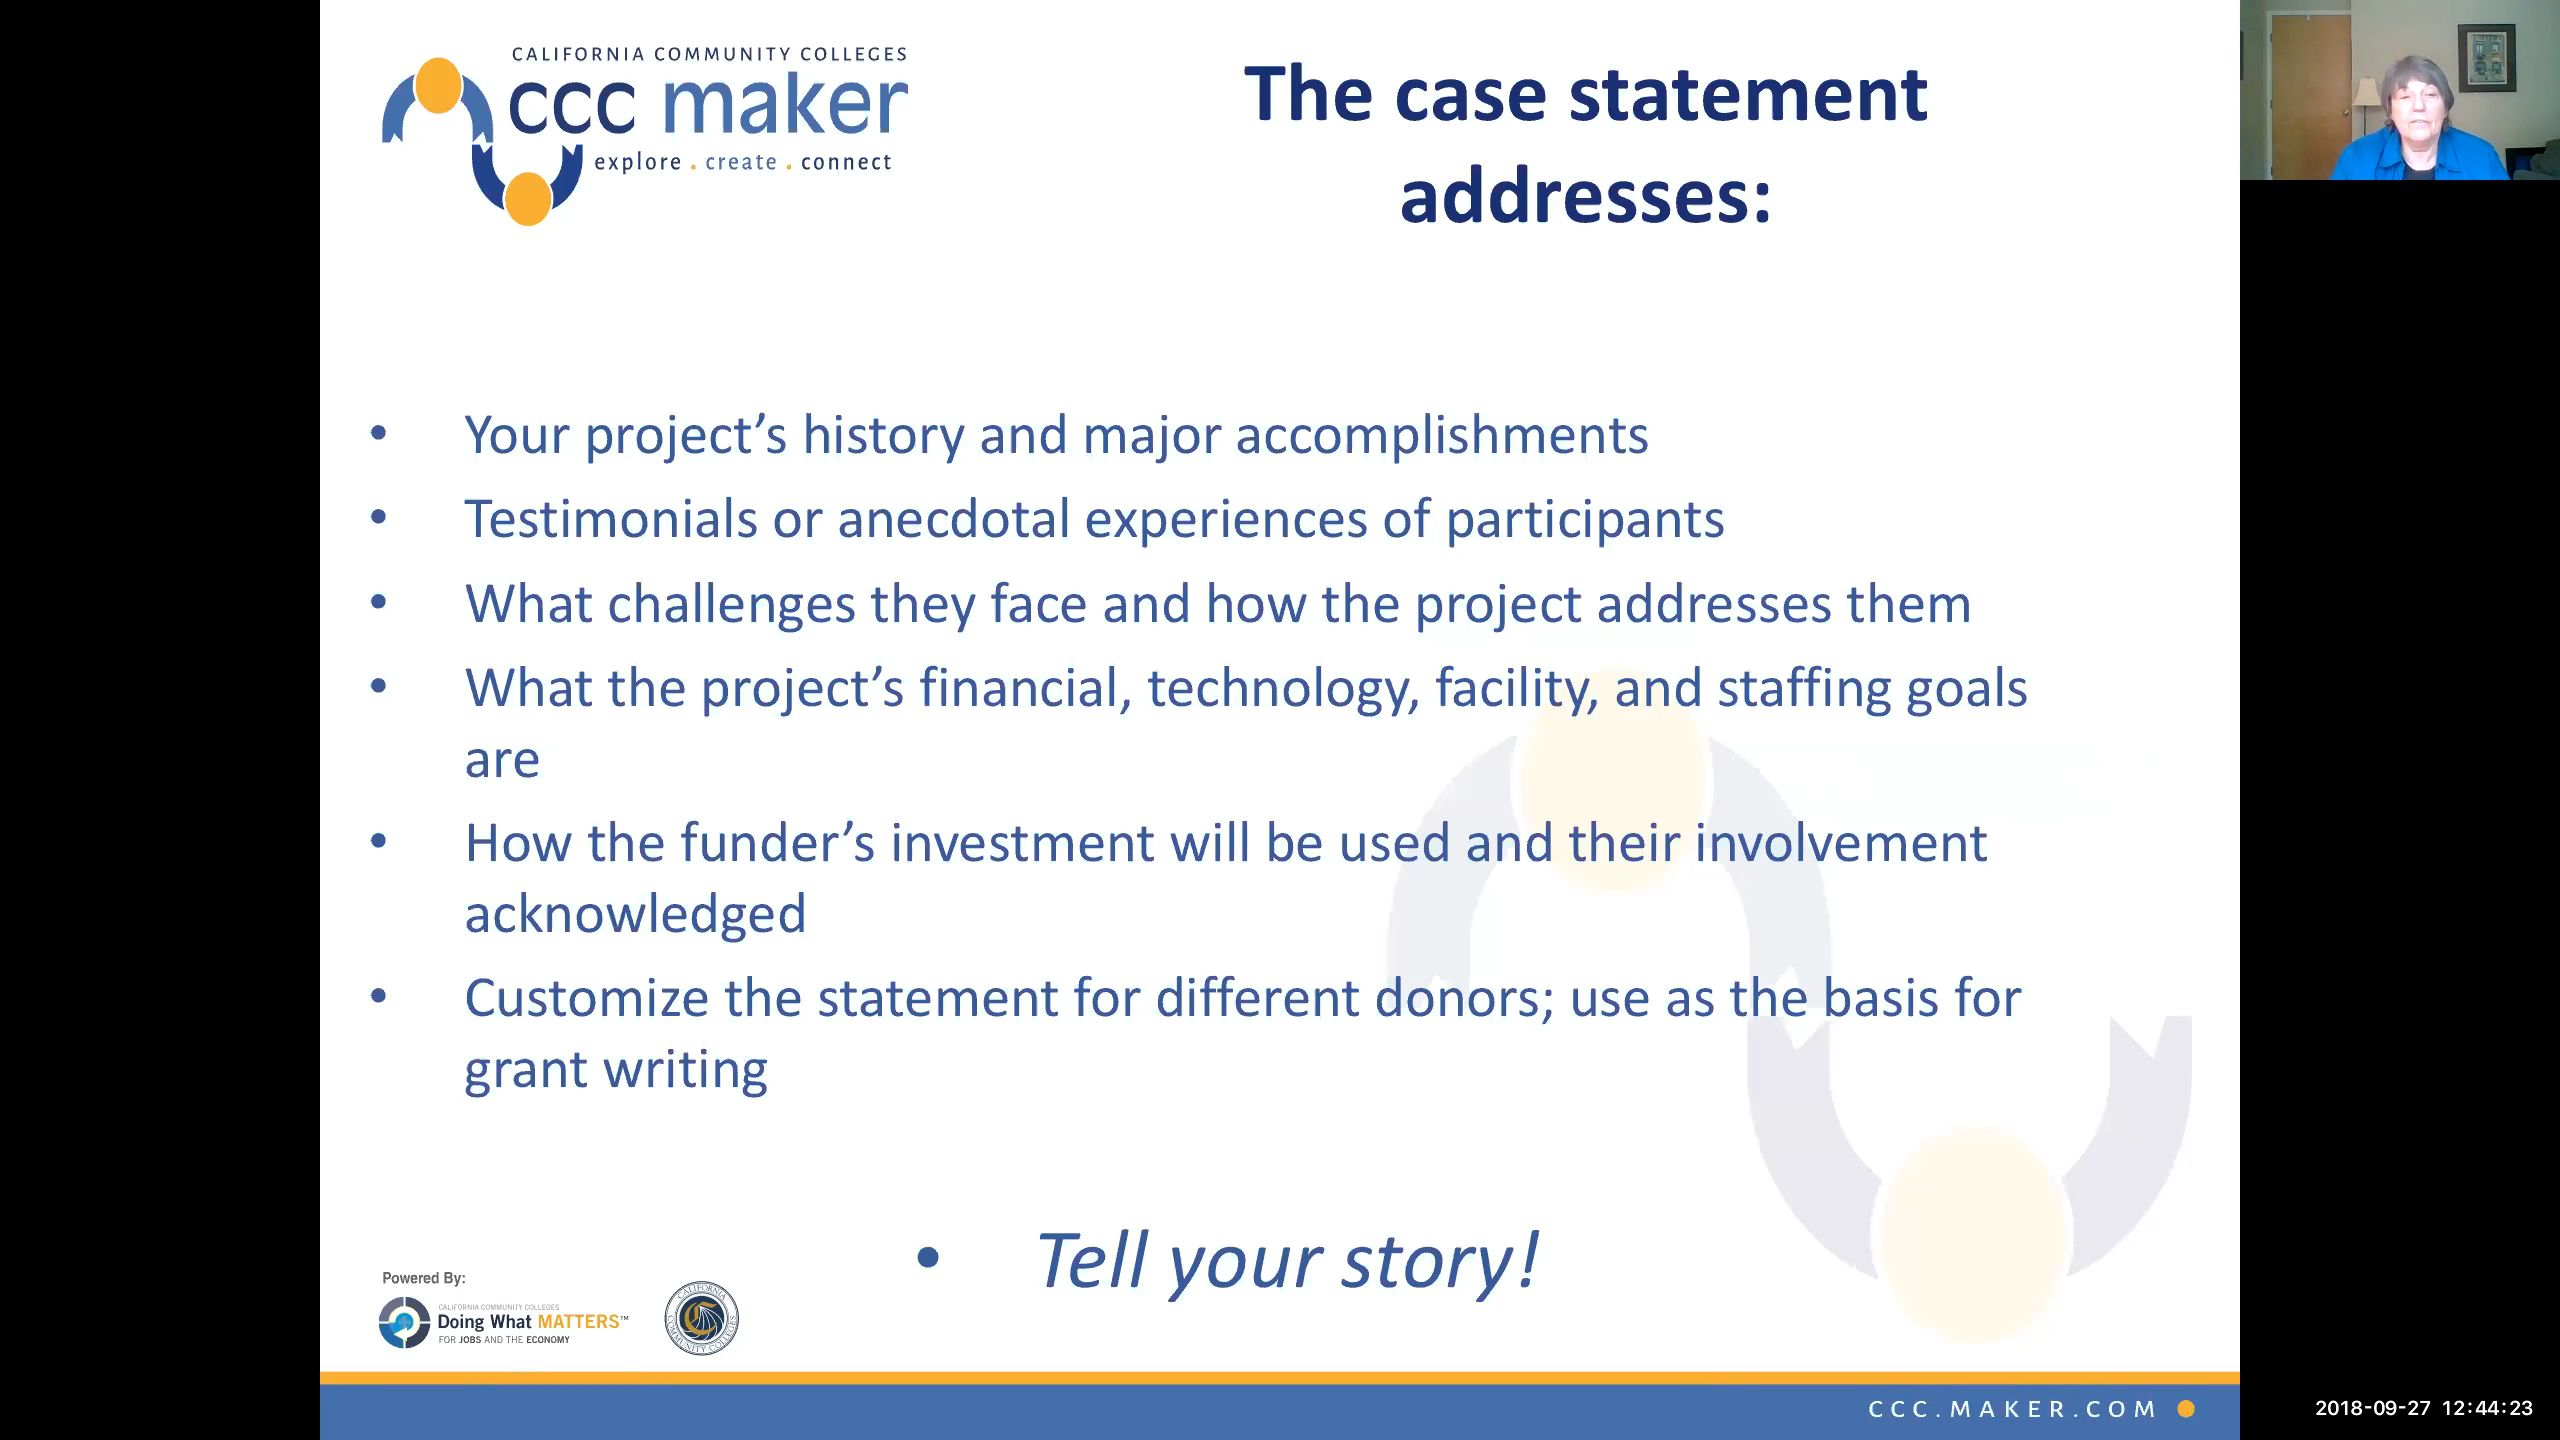 CALIFORNIA COMMUNITY COLLEGES
ccc maker
explore . create . connect
The case statement
addresses:
• Your project’s history and major accomplishments
• Testimonials or anecdotal experiences of participants
• What challenges they face and how the project addresses them
• What the project’s financial, technology, facility, and staffing goals
are
• How the funder’s investment will be used and their involvement
acknowledged
• Customize the statement for different donors; use as the basis for
grant writing
• Tell your story!
Powered By:
CALIFORNIA COMMUNITY COLLEGES
Doing What MATTERS™
FOR JOBS AND THE ECONOMY
CALIFORNIA
COMMUNITY COLLEGES
CCC.MAKER.COM
2018-09-27 12:44:23